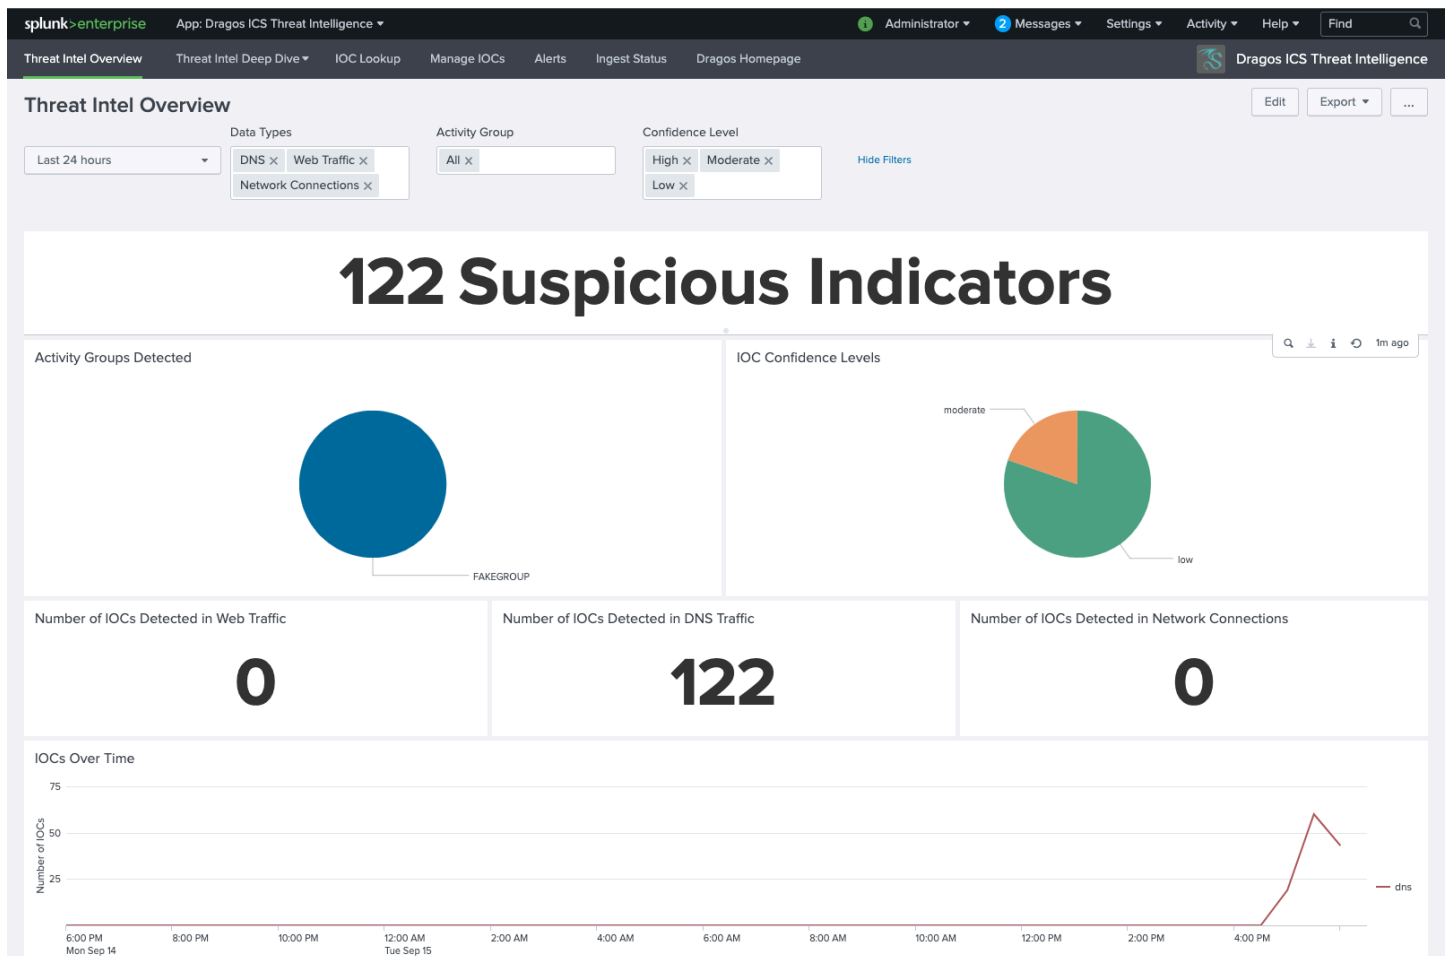 splunk>enterprise App: Dragos ICS Threat Intelligence Administrator 2 Messages Settings Activity Help Find
Threat Intel Overview Threat Intel Deep Dive IOC Lookup Manage IOCs Alerts Ingest Status Dragos Homepage Dragos ICS Threat Intelligence
Threat Intel Overview Edit Export ...
Data Types Activity Group Confidence Level
Last 24 hours DNS Web Traffic All High Moderate Hide Filters
Network Connections Low
122 Suspicious Indicators
1m ago
Activity Groups Detected IOC Confidence Levels
moderate
low
FAKEGROUP
Number of IOCs Detected in Web Traffic Number of IOCs Detected in DNS Traffic Number of IOCs Detected in Network Connections
0 122 0
IOCs Over Time
75
50
25
Number of IOCs
dns
6:00 PM 8:00 PM 10:00 PM 12:00 AM 2:00 AM 4:00 AM 6:00 AM 8:00 AM 10:00 AM 12:00 PM 2:00 PM 4:00 PM
Mon Sep 14 Tue Sep 15